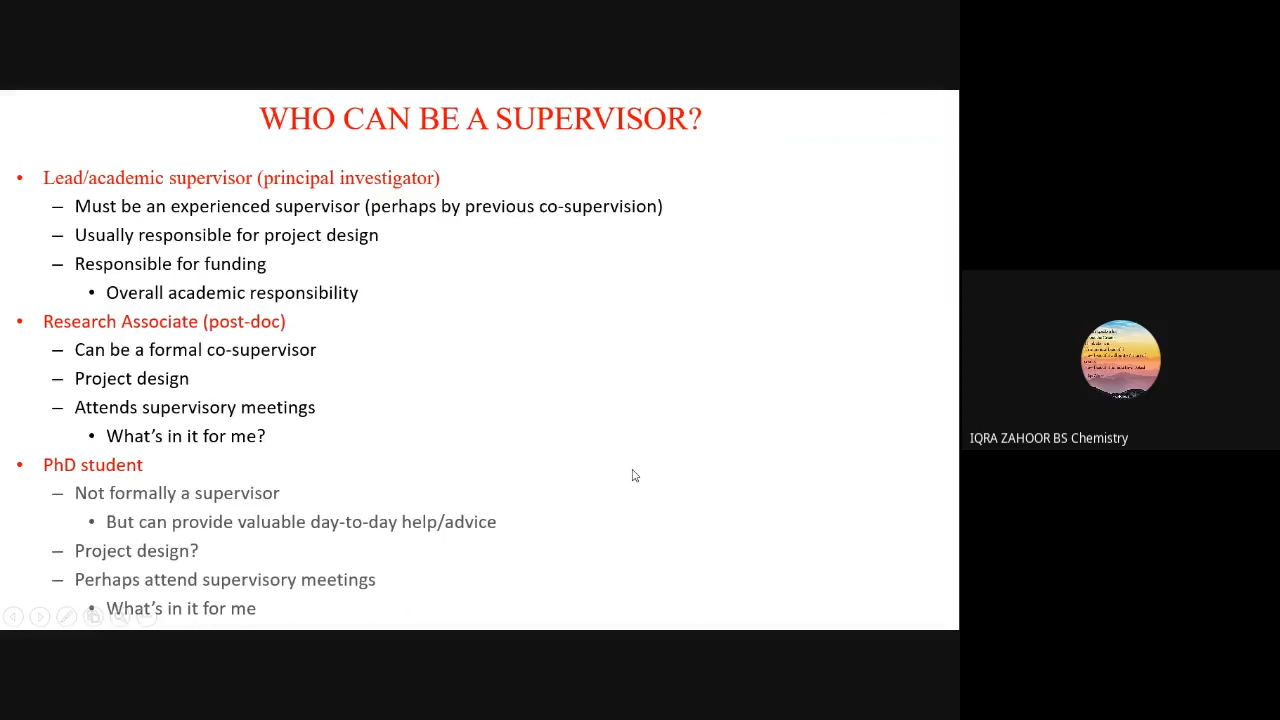 WHO CAN BE A SUPERVISOR?
• Lead/academic supervisor (principal investigator)
– Must be an experienced supervisor (perhaps by previous co-supervision)
– Usually responsible for project design
– Responsible for funding
• Overall academic responsibility
• Research Associate (post-doc)
– Can be a formal co-supervisor
– Project design
– Attends supervisory meetings
• What's in it for me?
• PhD student
– Not formally a supervisor
• But can provide valuable day-to-day help/advice
– Project design?
– Perhaps attend supervisory meetings
• What's in it for me
IQRA ZAHOOR BS Chemistry